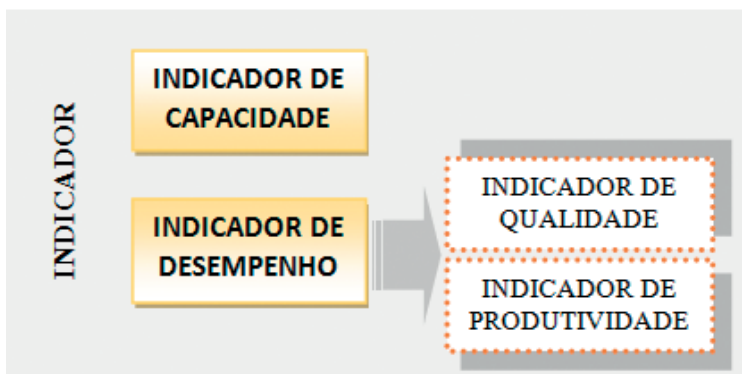 INDICADOR
INDICADOR DE
CAPACIDADE
INDICADOR DE
DESEMPENHO
INDICADOR DE
QUALIDADE
INDICADOR DE
PRODUTIVIDADE